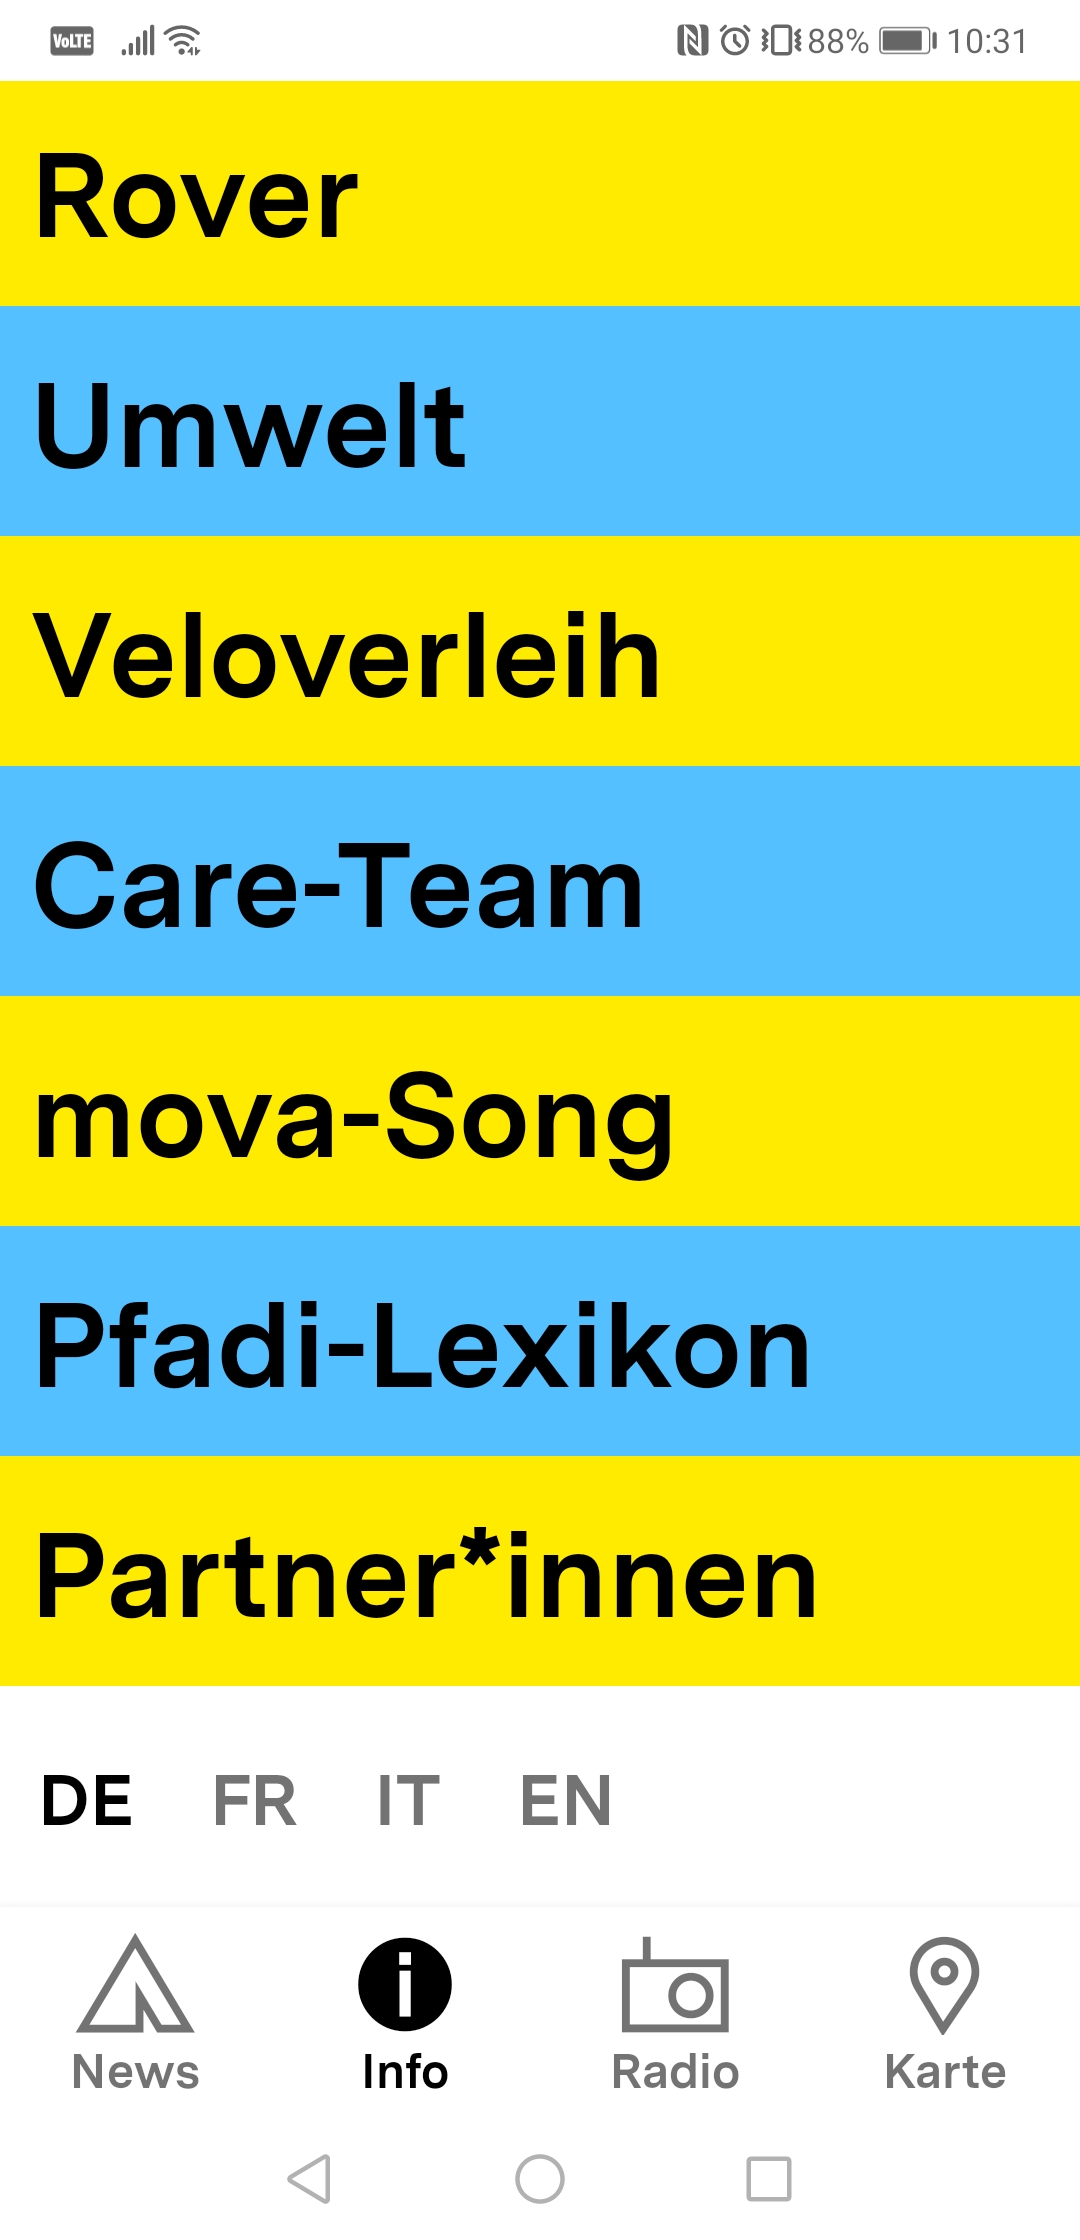 VoLTE 88% 10:31
Rover
Umwelt
Veloverleih
Care-Team
mova-Song
Pfadi-Lexikon
Partner*innen
DE FR IT EN
News Info Radio Karte